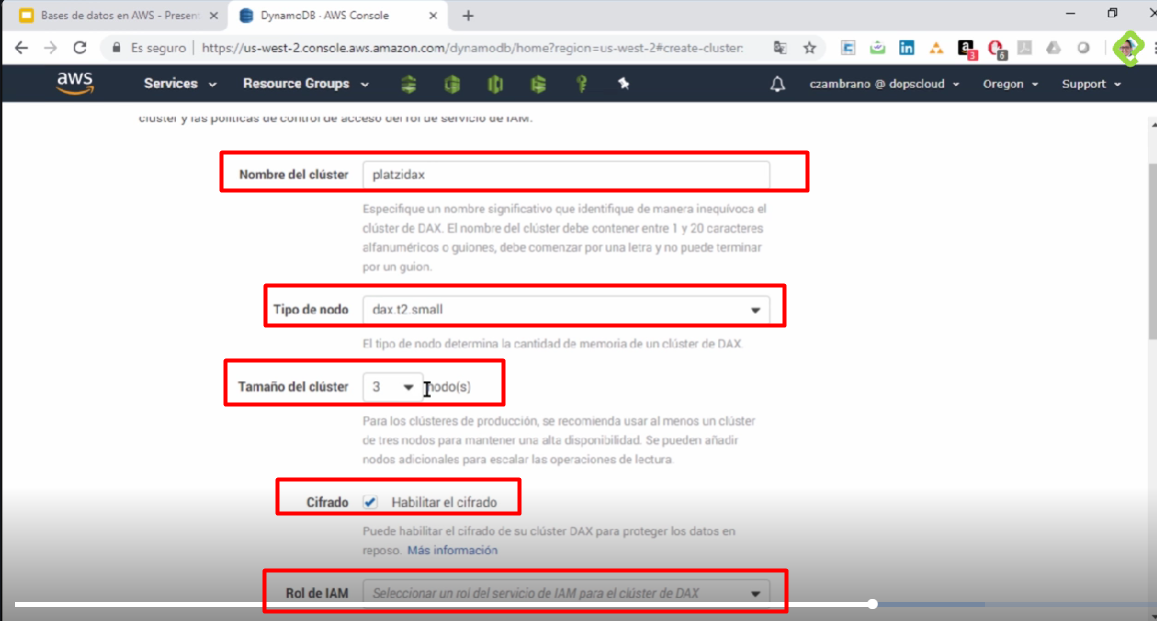 Bases de datos en AWS - Present
DynamoDB · AWS Console
Es seguro
https://us-west-2.console.aws.amazon.com/dynamodb/home?region=us-west-2#create-cluster:
aws
Services
Resource Groups
czambrano @ dopscloud
Oregon
Support
3
6
clúster y las políticas de control de acceso del rol de servicio de IAM.
Nombre del clúster platzidax
Especifique un nombre significativo que identifique de manera inequívoca el
clúster de DAX. El nombre del clúster debe contener entre 1 y 20 caracteres
alfanuméricos o guiones, debe comenzar por una letra y no puede terminar
por un guion.
Tipo de nodo dax.t2.small
El tipo de nodo determina la cantidad de memoria de un clúster de DAX
Tamaño del clúster 3 nodo(s)
Para los clústeres de producción, se recomienda usar al menos un clúster
de tres nodos para mantener una alta disponibilidad. Se pueden añadir
nodos adicionales para escalar las operaciones de lectura.
Cifrado Habilitar el cifrado
Puede habilitar el cifrado de su clúster DAX para proteger los datos en
reposo. Más información
Rol de IAM Seleccionar un rol del servicio de IAM para el clúster de DAX